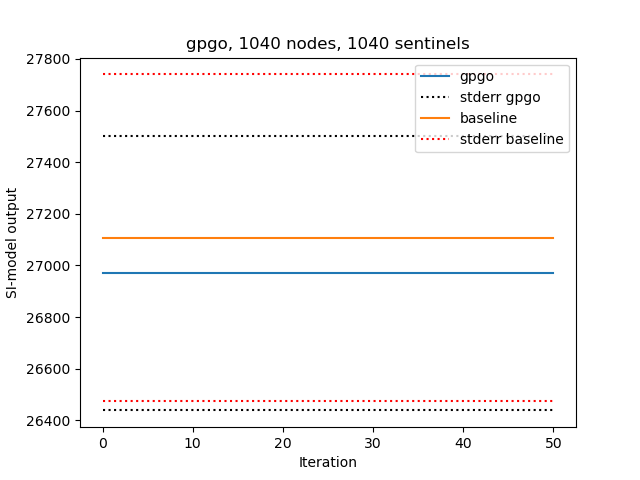 gpgo, 1040 nodes, 1040 sentinels
27800
27600
27400
27200
27000
26800
26600
26400
SI-model output
gpgo
stderr gpgo
baseline
stderr baseline
0 10 20 30 40 50
Iteration